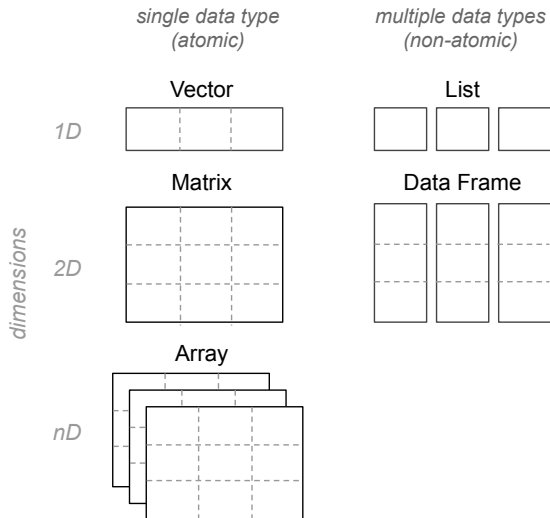 single data type
(atomic)
multiple data types
(non-atomic)
Vector
List
1D
Matrix
Data Frame
2D
dimensions
Array
nD